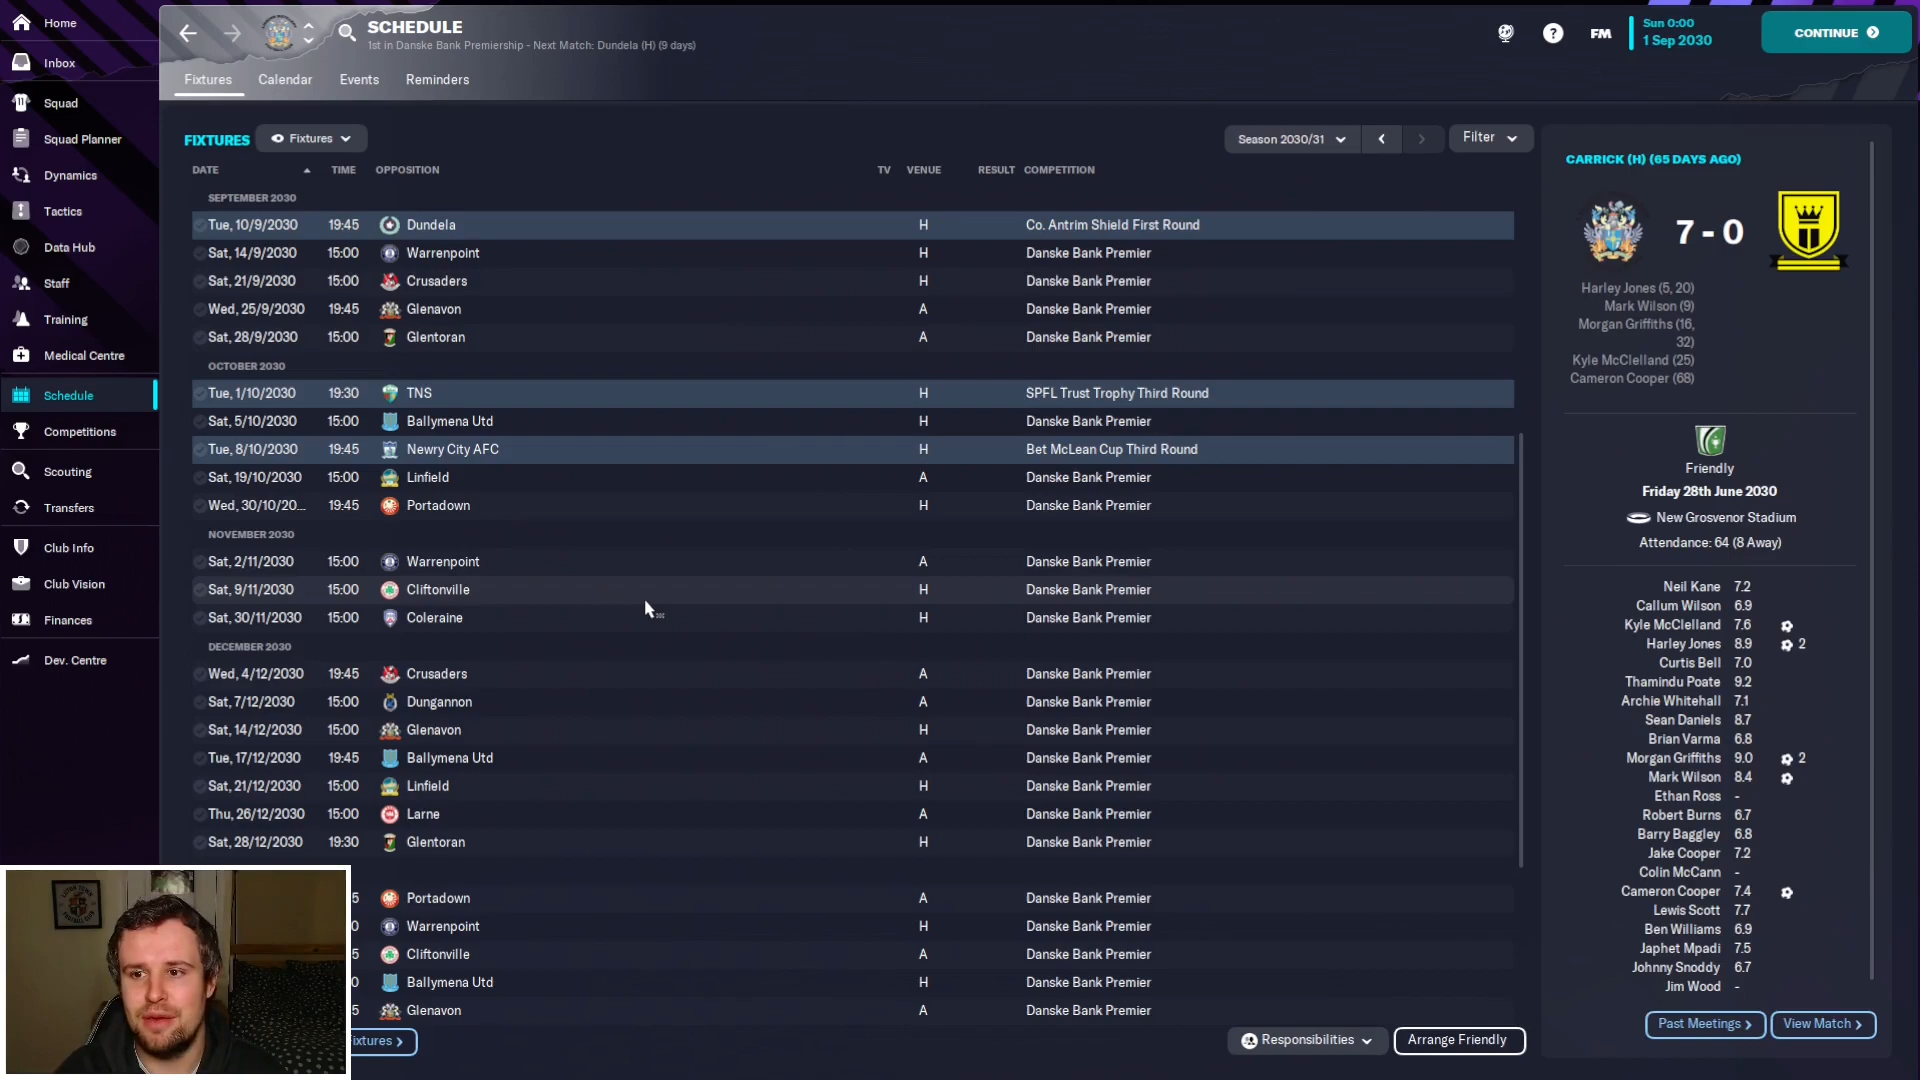 Home
Inbox
Squad
Squad Planner
Dynamics
Tactics
Data Hub
Staff
Training
Medical Centre
Schedule
Competitions
Scouting
Transfers
Club Info
Club Vision
Finances
Dev. Centre
SCHEDULE
1st in Danske Bank Premiership - Next Match: Dundela (H) (9 days)
? FM Sun 0:00
1 Sep 2030
CONTINUE
Fixtures Calendar Events Reminders
FIXTURES Fixtures Season 2030/31 Filter
DATE TIME OPPOSITION TV VENUE RESULT COMPETITION
SEPTEMBER 2030
Tue, 10/9/2030 19:45 Dundela H Co. Antrim Shield First Round
Sat, 14/9/2030 15:00 Warrenpoint H Danske Bank Premier
Sat, 21/9/2030 15:00 Crusaders H Danske Bank Premier
Wed, 25/9/2030 19:45 Glenavon A Danske Bank Premier
Sat, 28/9/2030 15:00 Glentoran A Danske Bank Premier
OCTOBER 2030
Tue, 1/10/2030 19:30 TNS H SPFL Trust Trophy Third Round
Sat, 5/10/2030 15:00 Ballymena Utd H Danske Bank Premier
Tue, 8/10/2030 19:45 Newry City AFC H Bet McLean Cup Third Round
Sat, 19/10/2030 15:00 Linfield A Danske Bank Premier
Wed, 30/10/20... 19:45 Portadown H Danske Bank Premier
NOVEMBER 2030
Sat, 2/11/2030 15:00 Warrenpoint A Danske Bank Premier
Sat, 9/11/2030 15:00 Cliftonville H Danske Bank Premier
Sat, 30/11/2030 15:00 Coleraine H Danske Bank Premier
DECEMBER 2030
Wed, 4/12/2030 19:45 Crusaders A Danske Bank Premier
Sat, 7/12/2030 15:00 Dungannon A Danske Bank Premier
Sat, 14/12/2030 15:00 Glenavon H Danske Bank Premier
Tue, 17/12/2030 19:45 Ballymena Utd A Danske Bank Premier
Sat, 21/12/2030 15:00 Linfield H Danske Bank Premier
Thu, 26/12/2030 15:00 Larne A Danske Bank Premier
Sat, 28/12/2030 19:30 Glentoran H Danske Bank Premier
5 Portadown A Danske Bank Premier
0 Warrenpoint H Danske Bank Premier
5 Cliftonville A Danske Bank Premier
0 Ballymena Utd H Danske Bank Premier
5 Glenavon A Danske Bank Premier
ixtures Responsibilities Arrange Friendly
CARRICK (H) (65 DAYS AGO)
7 - 0
Harley Jones (5, 20)
Mark Wilson (9)
Morgan Griffiths (16,
32)
Kyle McClelland (25)
Cameron Cooper (68)
Friendly
Friday 28th June 2030
New Grosvenor Stadium
Attendance: 64 (8 Away)
Neil Kane 7.2
Callum Wilson 6.9
Kyle McClelland 7.6
Harley Jones 8.9 2
Curtis Bell 7.0
Thamindu Poate 9.2
Archie Whitehall 7.1
Sean Daniels 8.7
Brian Varma 6.8
Morgan Griffiths 9.0 2
Mark Wilson 8.4
Ethan Ross -
Robert Burns 6.7
Barry Baggley 6.8
Jake Cooper 7.2
Colin McCann -
Cameron Cooper 7.4
Lewis Scott 7.7
Ben Williams 6.9
Japhet Mpadi 7.5
Johnny Snoddy 6.7
Jim Wood -
Past Meetings View Match